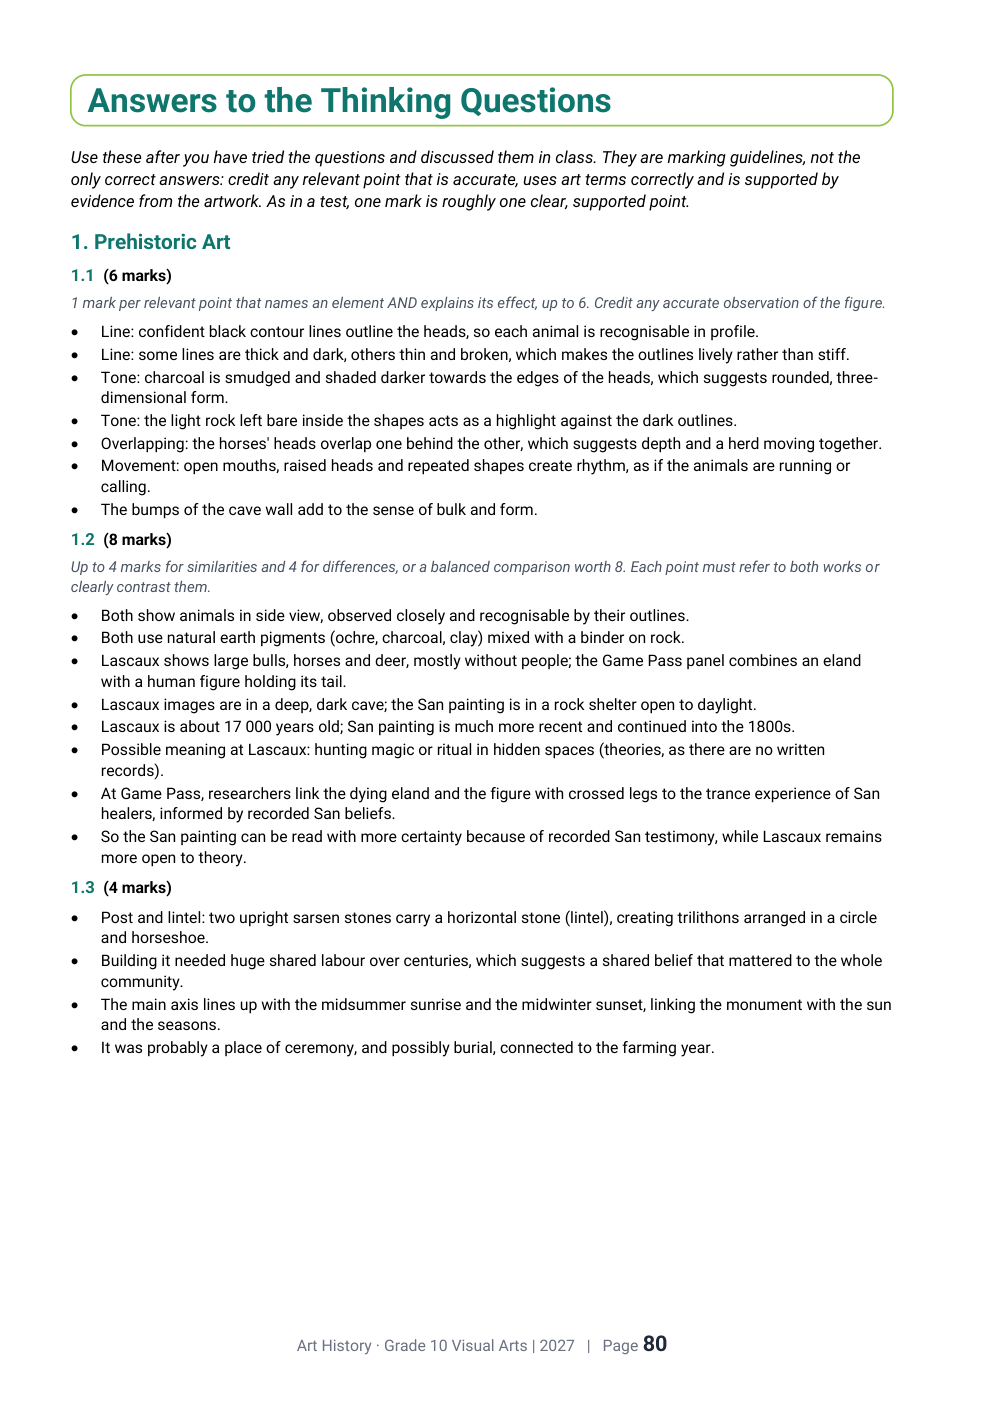 Answers to the Thinking Questions
Use these after you have tried the questions and discussed them in class. They are marking guidelines, not the
only correct answers: credit any relevant point that is accurate, uses art terms correctly and is supported by
evidence from the artwork. As in a test, one mark is roughly one clear, supported point.
1. Prehistoric Art
1.1 (6 marks)
1 mark per relevant point that names an element AND explains its effect, up to 6. Credit any accurate observation of the figure.
• Line: confident black contour lines outline the heads, so each animal is recognisable in profile.
• Line: some lines are thick and dark, others thin and broken, which makes the outlines lively rather than stiff.
• Tone: charcoal is smudged and shaded darker towards the edges of the heads, which suggests rounded, three-
dimensional form.
• Tone: the light rock left bare inside the shapes acts as a highlight against the dark outlines.
• Overlapping: the horses' heads overlap one behind the other, which suggests depth and a herd moving together.
• Movement: open mouths, raised heads and repeated shapes create rhythm, as if the animals are running or
calling.
• The bumps of the cave wall add to the sense of bulk and form.
1.2 (8 marks)
Up to 4 marks for similarities and 4 for differences, or a balanced comparison worth 8. Each point must refer to both works or
clearly contrast them.
• Both show animals in side view, observed closely and recognisable by their outlines.
• Both use natural earth pigments (ochre, charcoal, clay) mixed with a binder on rock.
• Lascaux shows large bulls, horses and deer, mostly without people; the Game Pass panel combines an eland
with a human figure holding its tail.
• Lascaux images are in a deep, dark cave; the San painting is in a rock shelter open to daylight.
• Lascaux is about 17 000 years old; San painting is much more recent and continued into the 1800s.
• Possible meaning at Lascaux: hunting magic or ritual in hidden spaces (theories, as there are no written
records).
• At Game Pass, researchers link the dying eland and the figure with crossed legs to the trance experience of San
healers, informed by recorded San beliefs.
• So the San painting can be read with more certainty because of recorded San testimony, while Lascaux remains
more open to theory.
1.3 (4 marks)
• Post and lintel: two upright sarsen stones carry a horizontal stone (lintel), creating trilithons arranged in a circle
and horseshoe.
• Building it needed huge shared labour over centuries, which suggests a shared belief that mattered to the whole
community.
• The main axis lines up with the midsummer sunrise and the midwinter sunset, linking the monument with the sun
and the seasons.
• It was probably a place of ceremony, and possibly burial, connected to the farming year.
Art History · Grade 10 Visual Arts | 2027 | Page 80